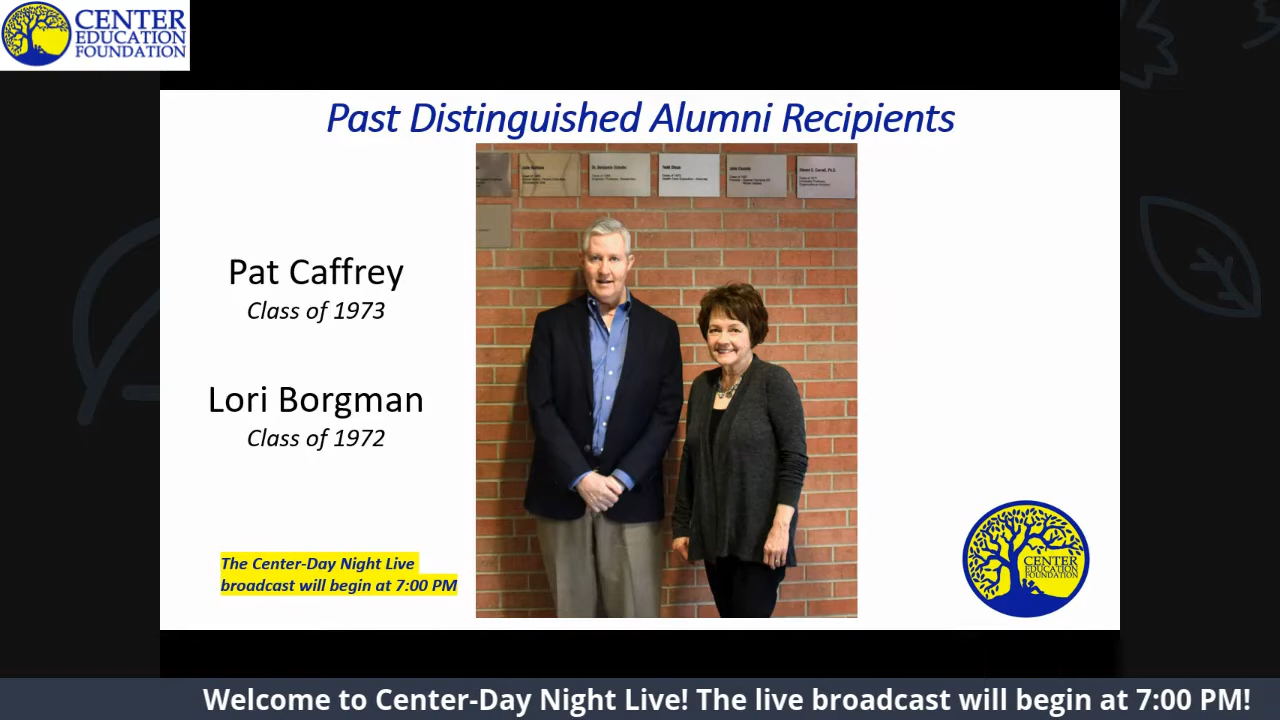 CENTER
EDUCATION
FOUNDATION
Past Distinguished Alumni Recipients
Pat Caffrey
Class of 1973
Lori Borgman
Class of 1972
The Center-Day Night Live
broadcast will begin at 7:00 PM
CENTER
EDUCATION
FOUNDATION
Welcome to Center-Day Night Live! The live broadcast will begin at 7:00 PM!